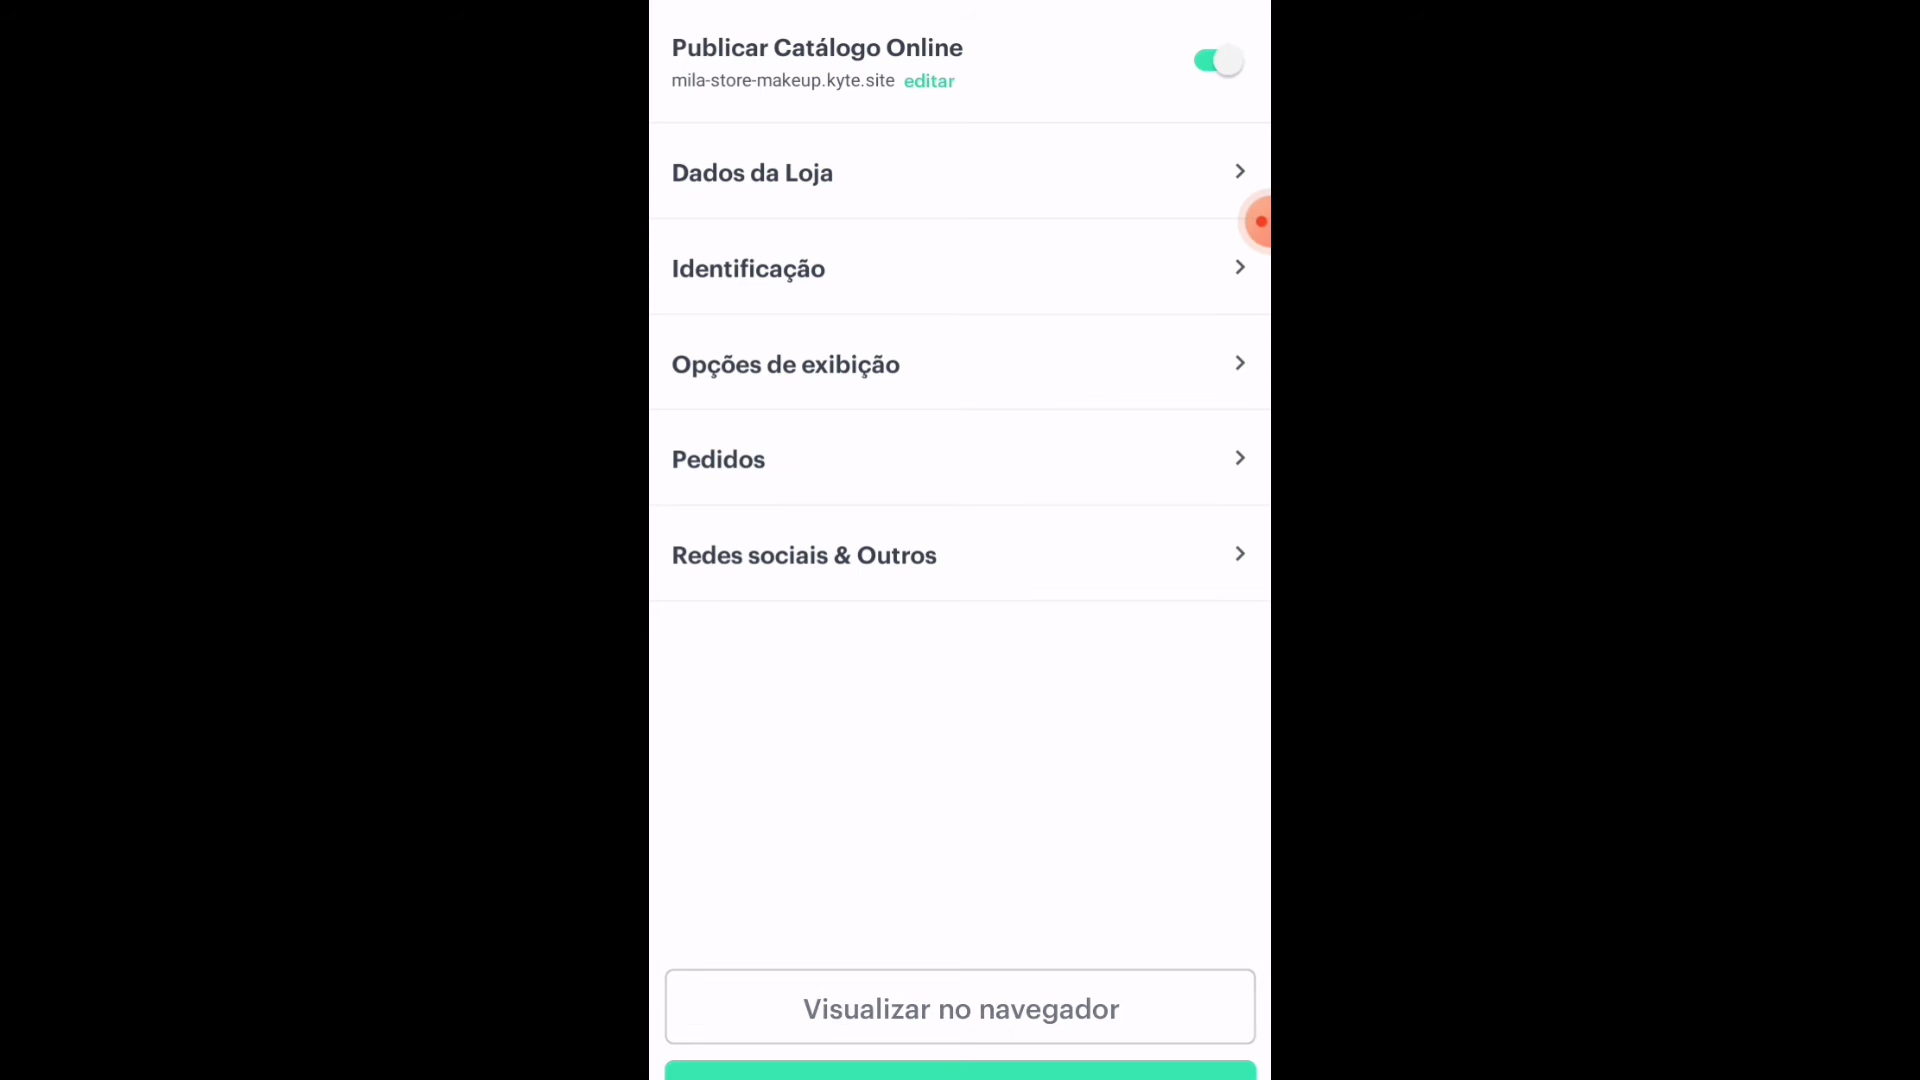 Publicar Catálogo Online
mila-store-makeup.kyte.site editar
Dados da Loja
Identificação
Opções de exibição
Pedidos
Redes sociais & Outros
Visualizar no navegador